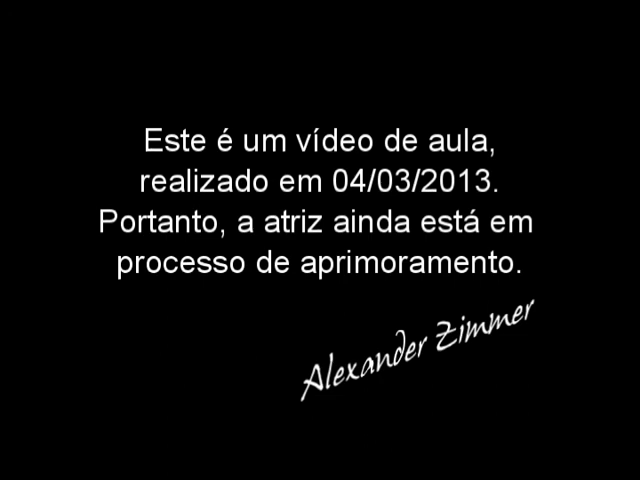 Este é um vídeo de aula,
realizado em 04/03/2013.
Portanto, a atriz ainda está em
processo de aprimoramento.
Alexander Zimmer